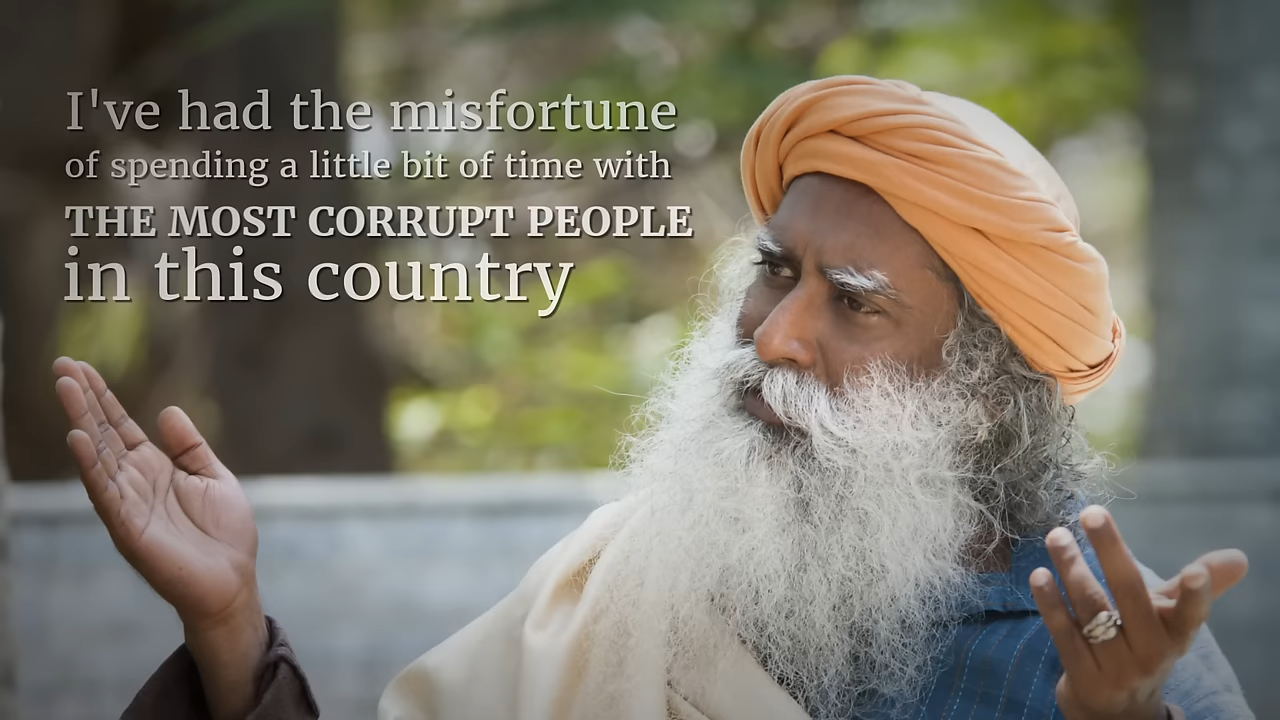 I've had the misfortune
of spending a little bit of time with
THE MOST CORRUPT PEOPLE
in this country